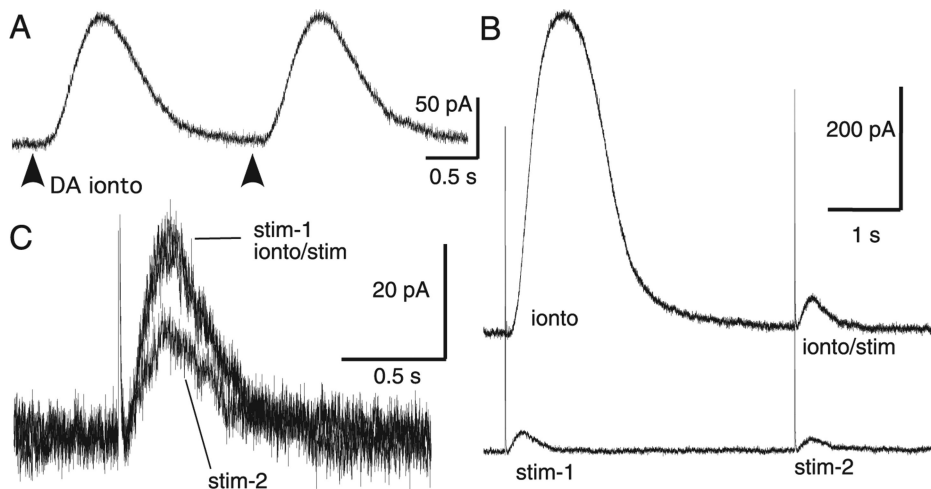 A
50 pA
0.5 s
DA ionto
B
200 pA
1 s
ionto
ionto/stim
stim-1
stim-2
C
stim-1
ionto/stim
20 pA
0.5 s
stim-2